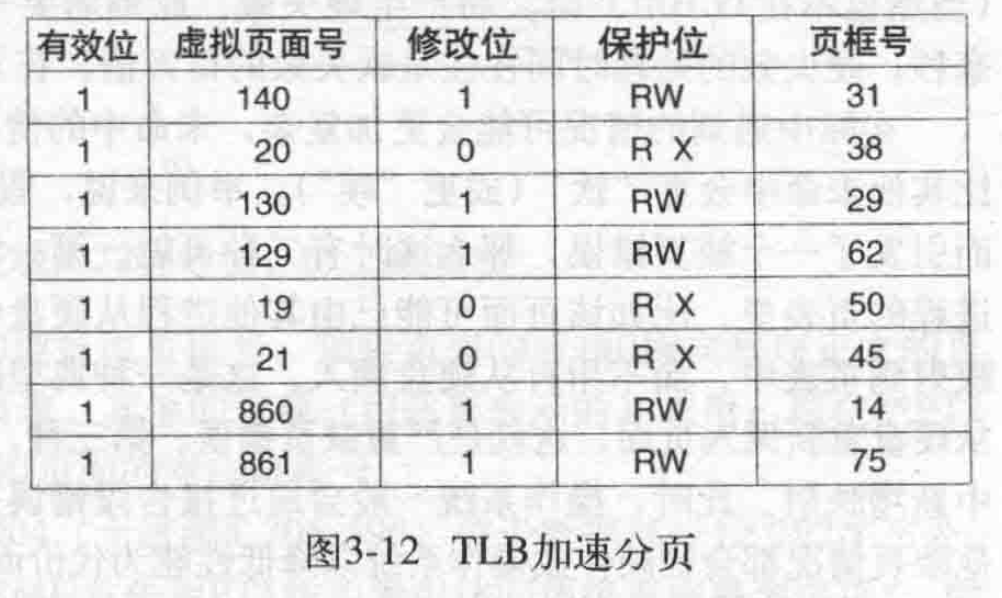 有效位 虚拟页面号 修改位 保护位 页框号
1 140 1 RW 31
1 20 0 R X 38
1 130 1 RW 29
1 129 1 RW 62
1 19 0 R X 50
1 21 0 R X 45
1 860 1 RW 14
1 861 1 RW 75
图3-12 TLB加速分页